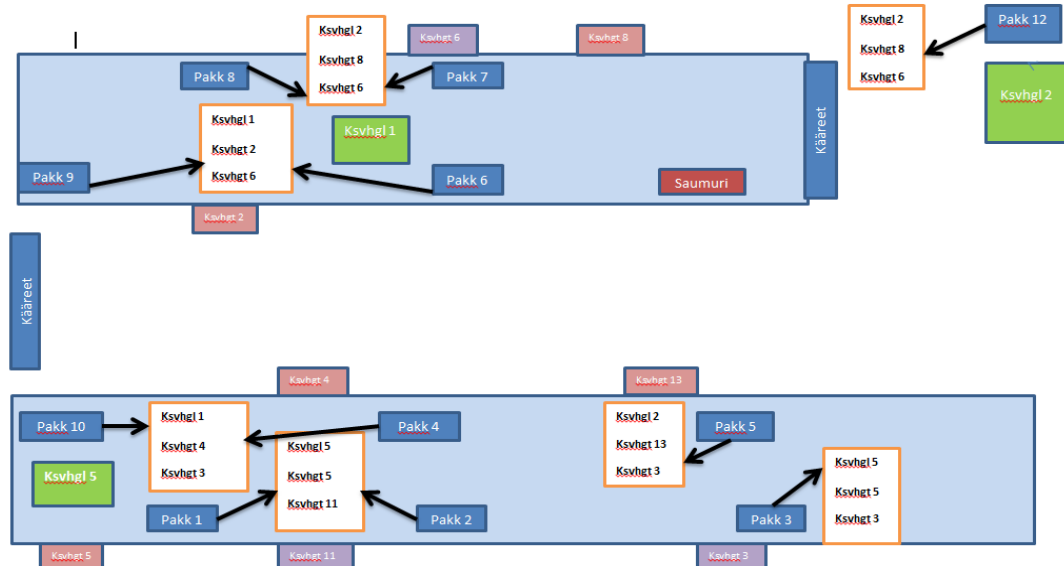 Ksvhgl 2
Ksvhgt 8
Ksvhgt 6
Ksvhgt 6
Ksvhgt 8
Pakk 8
Pakk 7
Ksvhgl 1
Ksvhgt 2
Ksvhgt 6
Ksvhgl 1
Pakk 9
Pakk 6
Saumuri
Kääreet
Ksvhgt 2
Ksvhgl 2
Ksvhgt 8
Ksvhgt 6
Pakk 12
Ksvhgl 2
Kääreet
Ksvhgt 4
Ksvhgt 13
Pakk 10
Ksvhgl 1
Ksvhgt 4
Ksvhgt 3
Pakk 4
Ksvhgl 5
Ksvhgt 5
Ksvhgt 11
Ksvhgl 5
Pakk 1
Pakk 2
Ksvhgl 2
Ksvhgt 13
Ksvhgt 3
Pakk 5
Pakk 3
Ksvhgl 5
Ksvhgt 5
Ksvhgt 3
Ksvhgt 5
Ksvhgt 11
Ksvhgt 3